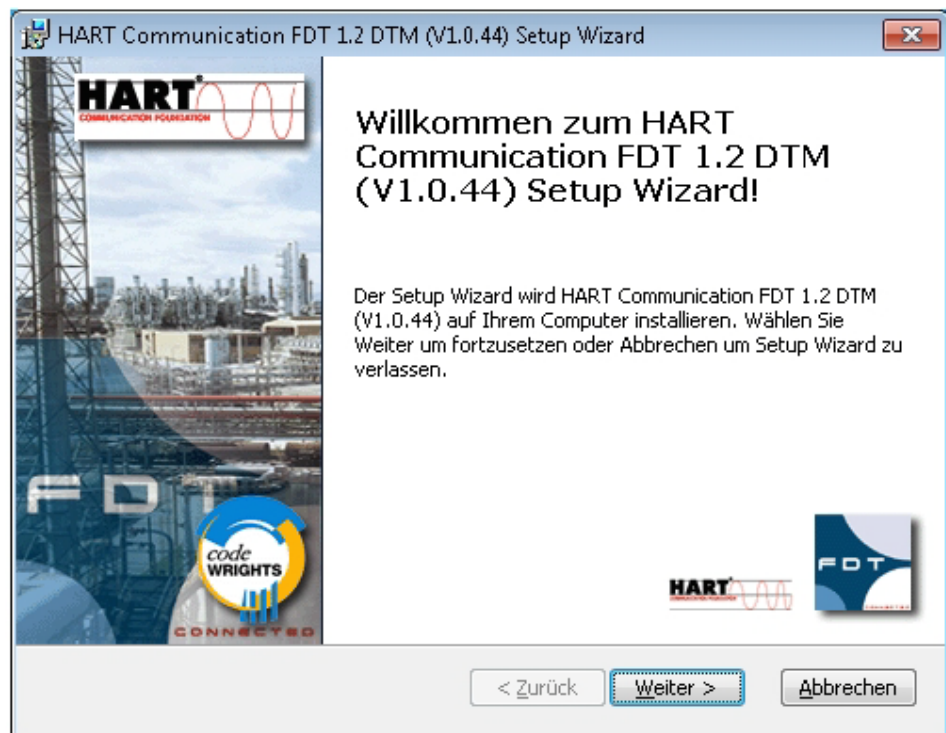 HART Communication FDT 1.2 DTM (V1.0.44) Setup Wizard
HART
COMMUNICATION FOUNDATION
Willkommen zum HART
Communication FDT 1.2 DTM
(V1.0.44) Setup Wizard!
Der Setup Wizard wird HART Communication FDT 1.2 DTM
(V1.0.44) auf Ihrem Computer installieren. Wählen Sie
Weiter um fortzusetzen oder Abbrechen um Setup Wizard zu
verlassen.
FDT
code
WRIGHTS
CONNECTED
HART
FDT
< Zurück
Weiter >
Abbrechen